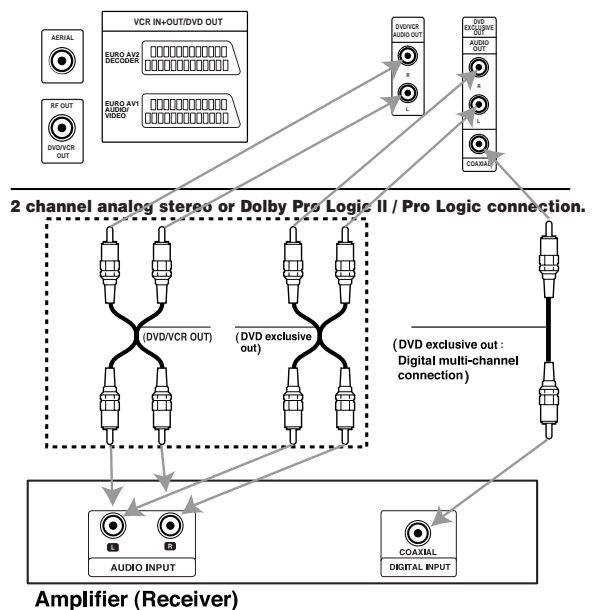 AERIAL
RF OUT
DVD/VCR
OUT
VCR IN+OUT/DVD OUT
EURO AV2
DECODER
EURO AV1
AUDIO/
VIDEO
DVD/VCR
AUDIO OUT
R
L
DVD
EXCLUSIVE
OUT
AUDIO
OUT
R
L
COAXIAL
2 channel analog stereo or Dolby Pro Logic II / Pro Logic connection.
(DVD/VCR OUT)
(DVD exclusive
out)
(DVD exclusive out :
Digital multi-channel
connection)
L
R
AUDIO INPUT
COAXIAL
DIGITAL INPUT
Amplifier (Receiver)